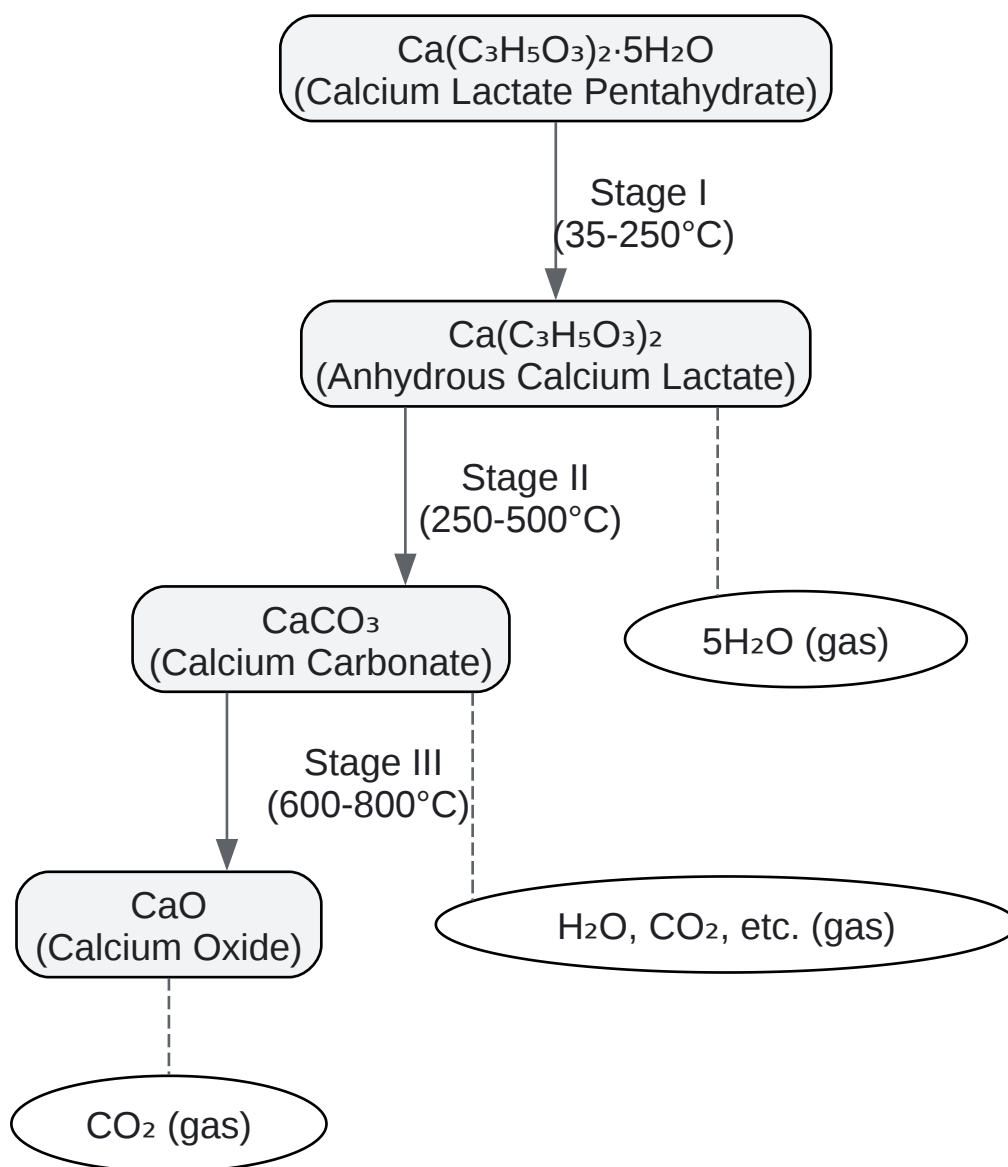 Ca(C₃H₅O₃)₂·5H₂O
(Calcium Lactate Pentahydrate)
Stage I
(35-250°C)
Ca(C₃H₅O₃)₂
(Anhydrous Calcium Lactate)
Stage II
(250-500°C)
CaCO₃
(Calcium Carbonate)
5H₂O (gas)
Stage III
(600-800°C)
CaO
(Calcium Oxide)
H₂O, CO₂, etc. (gas)
CO₂ (gas)